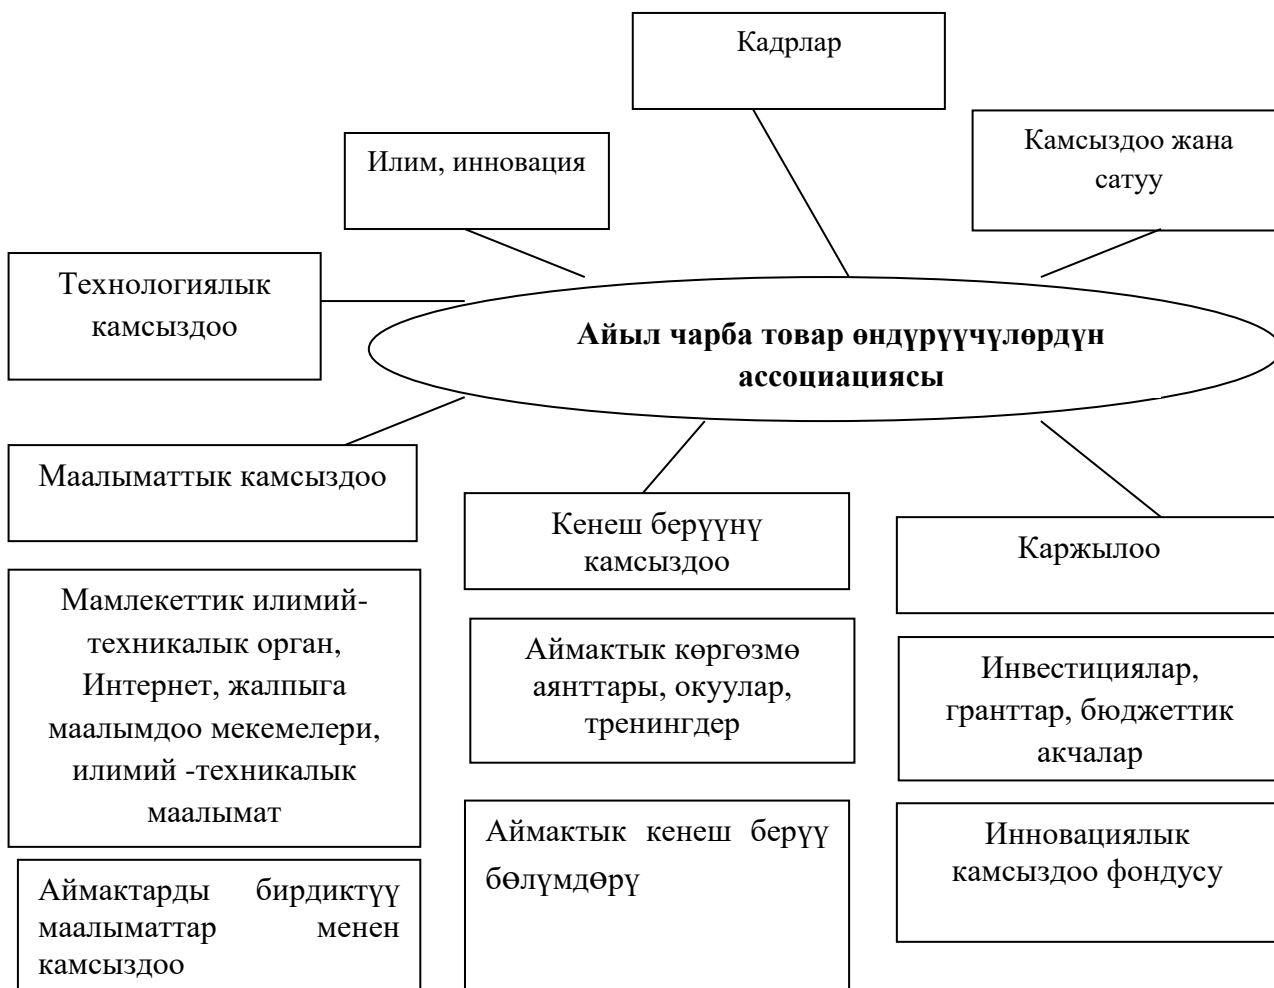 Кадрлар
Илим, инновация
Камсыздоо жана
сатуу
Технологиялык
камсыздоо
Айыл чарба товар өндүрүүчүлөрдүн
ассоциациясы
Маалыматтык камсыздоо
Кенеш берүүнү
камсыздоо
Каржылоо
Мамлекеттик илимий-
техникалык орган,
Интернет, жалпыга
маалымдоо мекемелери,
илимий -техникалык
маалымат
Аймактык көргөзмө
аянттары, окуулар,
тренингдер
Инвестициялар,
гранттар, бюджеттик
акчалар
Аймактарды бирдиктүү
маалыматтар менен
камсыздоо
Аймактык кенеш берүү
бөлүмдөрү
Инновациялык
камсыздоо фондусу